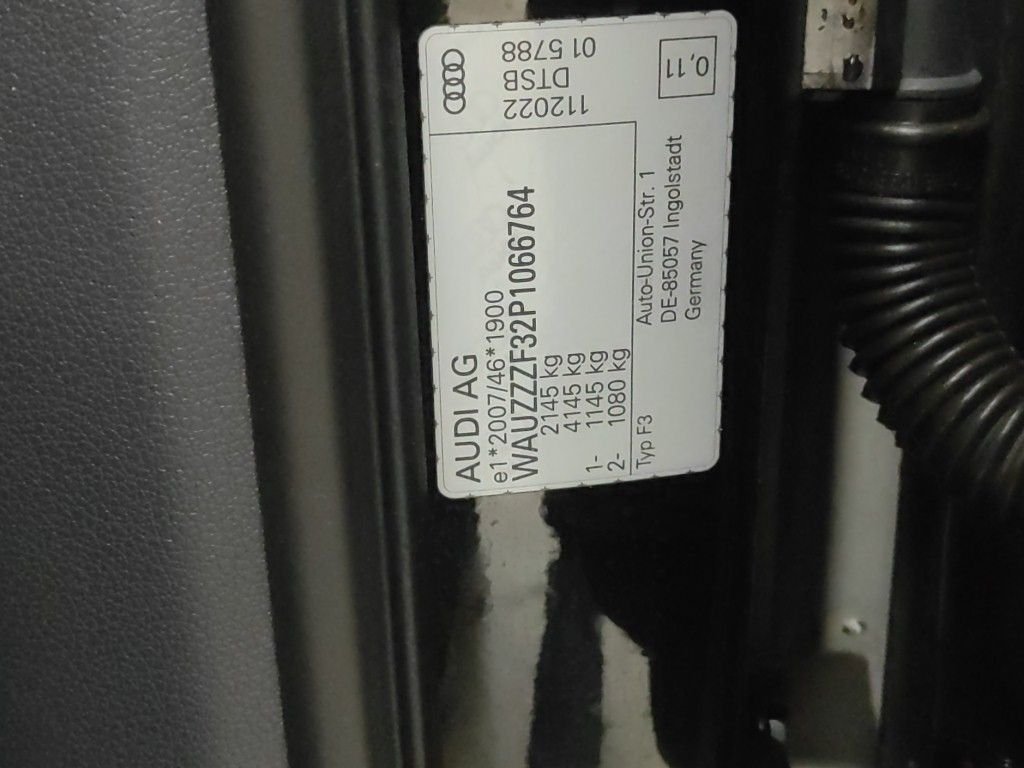 AUDI AG
e1*2007/46*1900
WAUZZZF32P1066764
2145 kg
4145 kg
1- 1145 kg
2- 1080 kg
Typ F3
Auto-Union-Str. 1
DE-85057 Ingolstadt
Germany
112022
DTSB
01 5788
0,11